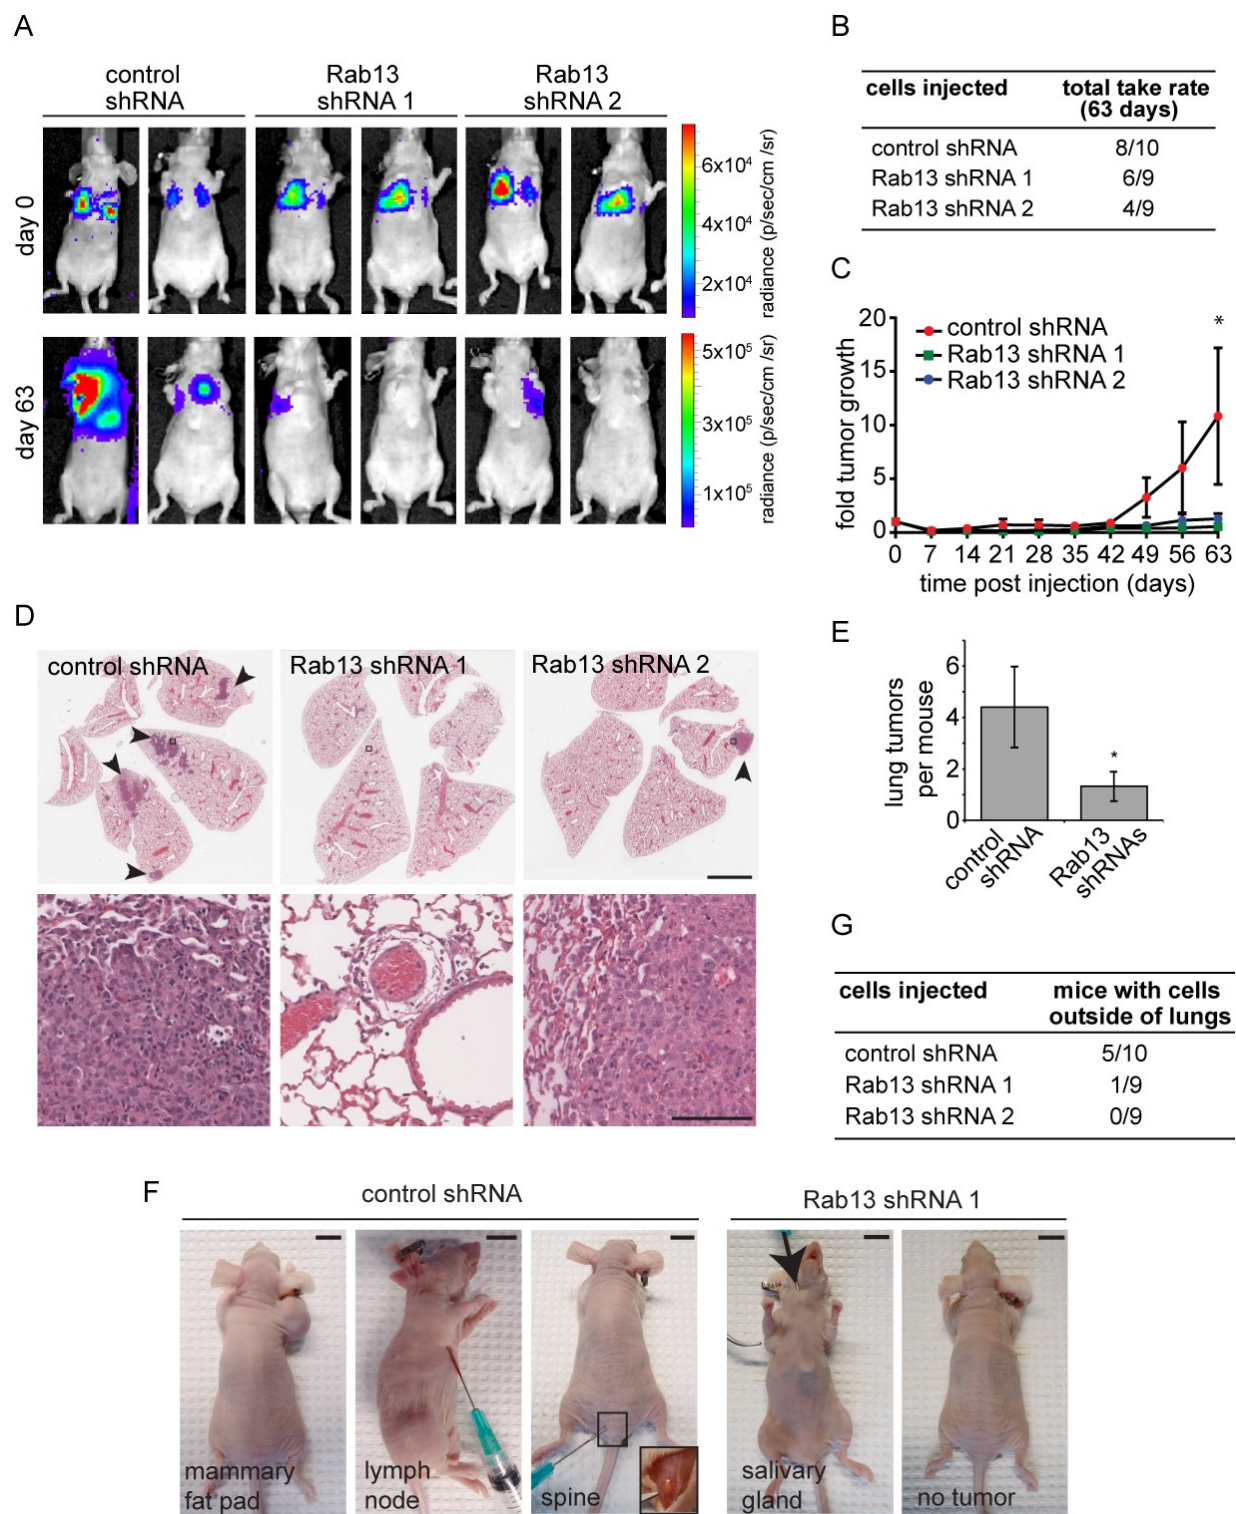 A
control
shRNA
Rab13
shRNA 1
Rab13
shRNA 2
day 0
6x10⁴
4x10⁴
2x10⁴
radiance (p/sec/cm /sr)
day 63
5x10⁵
3x10⁵
1x10⁵
radiance (p/sec/cm /sr)
B
cells injected total take rate
(63 days)
control shRNA 8/10
Rab13 shRNA 1 6/9
Rab13 shRNA 2 4/9
C
fold tumor growth
20
15
10
5
0
control shRNA
Rab13 shRNA 1
Rab13 shRNA 2
*
0 7 14 21 28 35 42 49 56 63
time post injection (days)
D
control shRNA
Rab13 shRNA 1
Rab13 shRNA 2
E
lung tumors
per mouse
6
4
2
0
*
control
shRNA
Rab13
shRNAs
G
cells injected mice with cells
outside of lungs
control shRNA 5/10
Rab13 shRNA 1 1/9
Rab13 shRNA 2 0/9
F
control shRNA
Rab13 shRNA 1
mammary
fat pad
lymph
node
spine
salivary
gland
no tumor